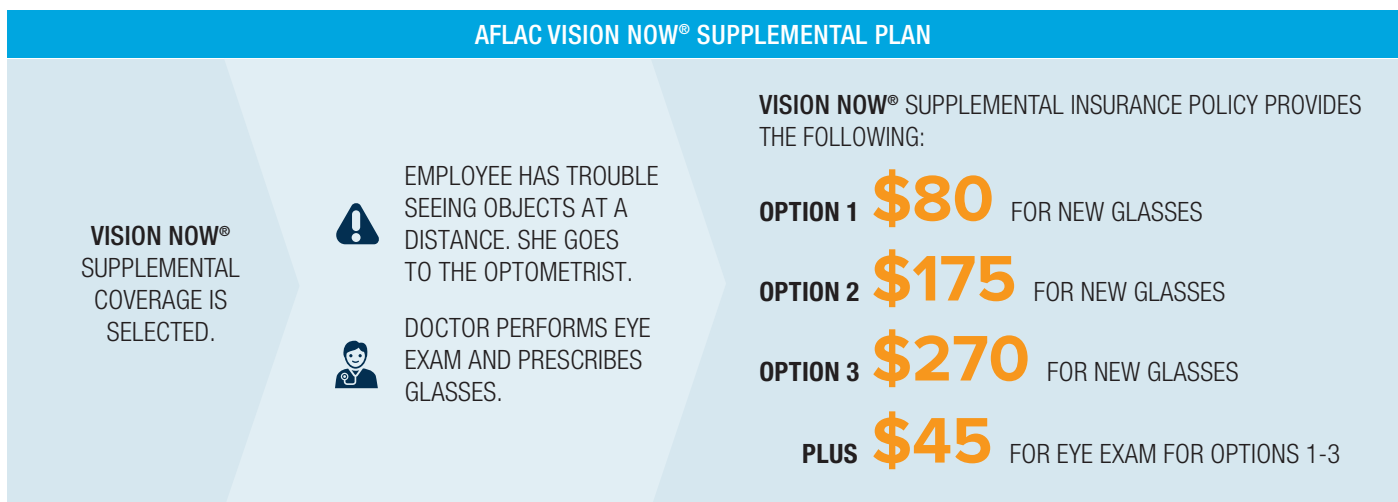 AFLAC VISION NOW® SUPPLEMENTAL PLAN
VISION NOW®
SUPPLEMENTAL
COVERAGE IS
SELECTED.
EMPLOYEE HAS TROUBLE
SEEING OBJECTS AT A
DISTANCE. SHE GOES
TO THE OPTOMETRIST.
DOCTOR PERFORMS EYE
EXAM AND PRESCRIBES
GLASSES.
VISION NOW® SUPPLEMENTAL INSURANCE POLICY PROVIDES
THE FOLLOWING:
OPTION 1 $80 FOR NEW GLASSES
OPTION 2 $175 FOR NEW GLASSES
OPTION 3 $270 FOR NEW GLASSES
PLUS $45 FOR EYE EXAM FOR OPTIONS 1-3